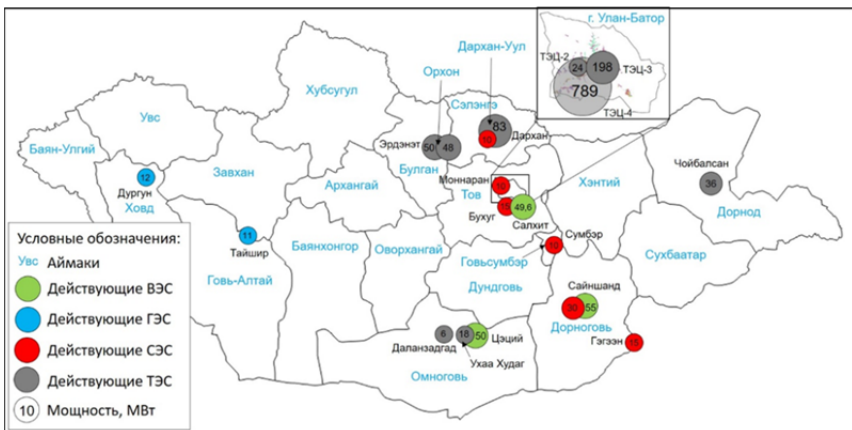 г. Улан-Батор
ТЭЦ-2
24
198
ТЭЦ-3
789
ТЭЦ-4
Дархан-Уул
Орхон
Хубсугул
Сэлэнгэ
Увс
83
10
Дархан
Эрдэнэт
50
48
Баян-Улгий
Завхан
Булган
Чойбалсан
Хэнтий
12
Архангай
Моннаран
10
36
Дургун
Ховд
Тов
15
49,6
Дорнод
Бухуг
Салхит
Условные обозначения:
Увс
Аймаки
11
Тайшир
Баянхонгор
Оворхангай
Сумбэр
10
Сухбаатар
Говьсумбэр
Говь-Алтай
Дундговь
Сайншанд
Действующие ВЭС
30
55
Действующие ГЭС
Дорноговь
6
18
50
Цэций
Гэгээн
15
Действующие СЭС
Даланзадгад
Ухаа Худаг
Действующие ТЭС
Омноговь
10
Мощность, МВт